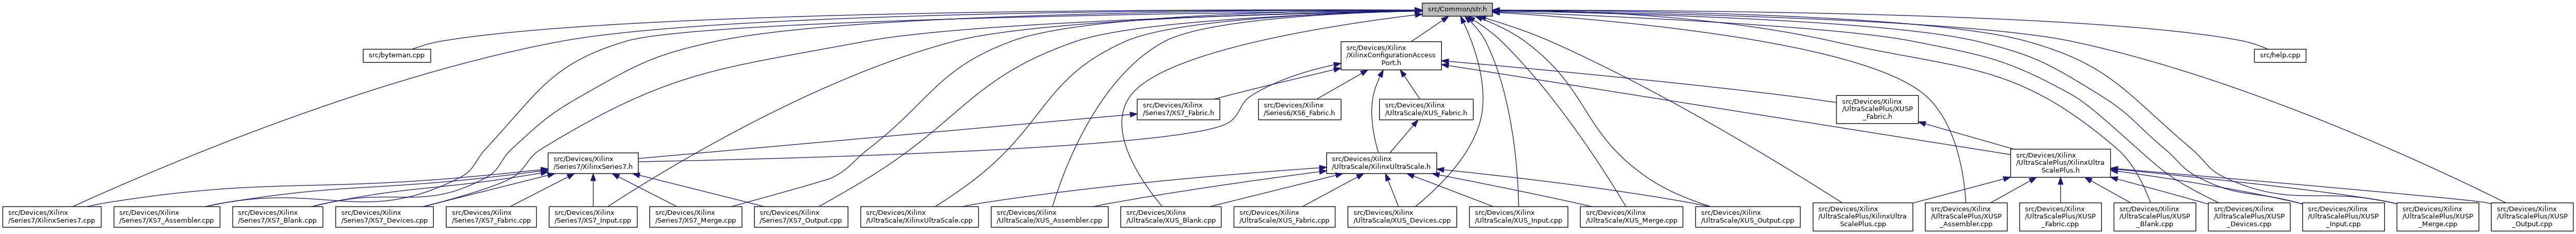 src/Common/str.h
src/byteman.cpp
src/Devices/Xilinx
/XilinxConfigurationAccess
Port.h
src/help.cpp
src/Devices/Xilinx
/Series7/XS7_Fabric.h
src/Devices/Xilinx
/Series6/XS6_Fabric.h
src/Devices/Xilinx
/UltraScale/XUS_Fabric.h
src/Devices/Xilinx
/UltraScalePlus/XUSP
_Fabric.h
src/Devices/Xilinx
/Series7/XilinxSeries7.h
src/Devices/Xilinx
/UltraScale/XilinxUltraScale.h
src/Devices/Xilinx
/UltraScalePlus/XilinxUltra
ScalePlus.h
src/Devices/Xilinx
/Series7/XilinxSeries7.cpp
src/Devices/Xilinx
/Series7/XS7_Assembler.cpp
src/Devices/Xilinx
/Series7/XS7_Blank.cpp
src/Devices/Xilinx
/Series7/XS7_Devices.cpp
src/Devices/Xilinx
/Series7/XS7_Fabric.cpp
src/Devices/Xilinx
/Series7/XS7_Input.cpp
src/Devices/Xilinx
/Series7/XS7_Merge.cpp
src/Devices/Xilinx
/Series7/XS7_Output.cpp
src/Devices/Xilinx
/UltraScale/XilinxUltraScale.cpp
src/Devices/Xilinx
/UltraScale/XUS_Assembler.cpp
src/Devices/Xilinx
/UltraScale/XUS_Blank.cpp
src/Devices/Xilinx
/UltraScale/XUS_Fabric.cpp
src/Devices/Xilinx
/UltraScale/XUS_Devices.cpp
src/Devices/Xilinx
/UltraScale/XUS_Input.cpp
src/Devices/Xilinx
/UltraScale/XUS_Merge.cpp
src/Devices/Xilinx
/UltraScale/XUS_Output.cpp
src/Devices/Xilinx
/UltraScalePlus/XilinxUltra
ScalePlus.cpp
src/Devices/Xilinx
/UltraScalePlus/XUSP
_Assembler.cpp
src/Devices/Xilinx
/UltraScalePlus/XUSP
_Fabric.cpp
src/Devices/Xilinx
/UltraScalePlus/XUSP
_Blank.cpp
src/Devices/Xilinx
/UltraScalePlus/XUSP
_Devices.cpp
src/Devices/Xilinx
/UltraScalePlus/XUSP
_Input.cpp
src/Devices/Xilinx
/UltraScalePlus/XUSP
_Merge.cpp
src/Devices/Xilinx
/UltraScalePlus/XUSP
_Output.cpp